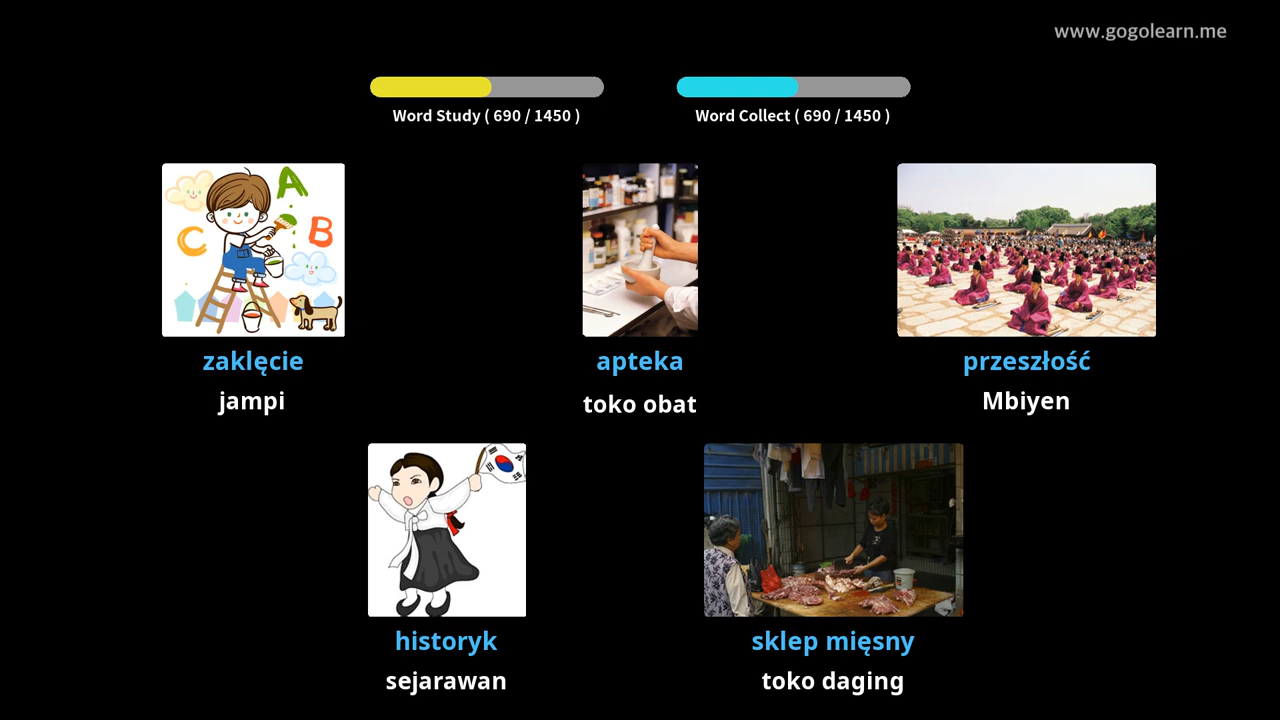 www.gogolearn.me
Word Study ( 690 / 1450 )
Word Collect ( 690 / 1450 )
A
B
C
zaklęcie
jampi
apteka
toko obat
przeszłość
Mbiyen
historyk
sejarawan
sklep mięsny
toko daging